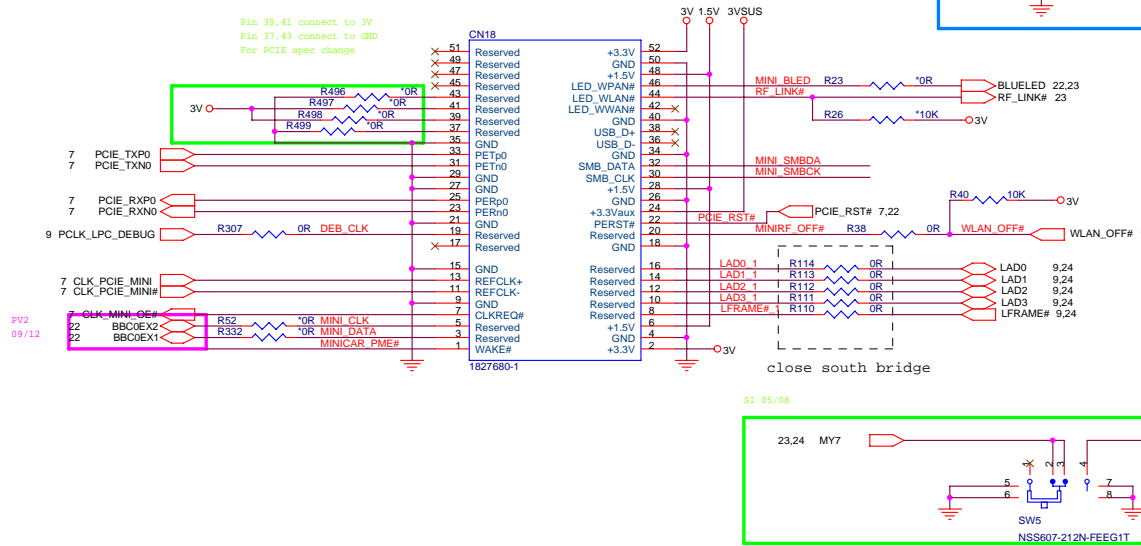 Pin 39,41 connect to 3V
Pin 37,43 connect to GND
For PCIE spec change
3V 1.5V 3VSUS
CN18
51 Reserved +3.3V 52
49 Reserved GND 50
47 Reserved +1.5V 48
45 Reserved LED_WPAN# 46 MINI_BLED R23 *0R BLUELED 22,23
R496 *0R 43 Reserved LED_WLAN# 44 RF_LINK# RF_LINK# 23
3V R497 *0R 41 Reserved LED_WWAN# 42
R498 *0R 39 Reserved GND 40 R26 *10K 3V
R499 *0R 37 Reserved USB_D+ 38
35 GND USB_D- 36
7 PCIE_TXP0 33 PETp0 GND 34
7 PCIE_TXN0 31 PETn0 SMB_DATA 32 MINI_SMBDA
29 GND SMB_CLK 30 MINI_SMBCK
27 GND +1.5V 28
7 PCIE_RXP0 25 PERp0 GND 26 R40 10K 3V
7 PCIE_RXN0 23 PERn0 +3.3Vaux 24
21 GND PERST# 22 PCIE_RST# PCIE_RST# 7,22
9 PCLK_LPC_DEBUG R307 0R DEB_CLK 19 Reserved Reserved 20 MINIRF_OFF# R38 0R WLAN_OFF# WLAN_OFF#
17 Reserved GND 18
15 GND Reserved 16 LAD0_1 R114 0R LAD0 9,24
7 CLK_PCIE_MINI 13 REFCLK+ Reserved 14 LAD1_1 R113 0R LAD1 9,24
7 CLK_PCIE_MINI# 11 REFCLK- Reserved 12 LAD2_1 R112 0R LAD2 9,24
9 GND Reserved 10 LAD3_1 R111 0R LAD3 9,24
7 CLK_MINI_OE# 7 CLKREQ# Reserved 8 LFRAME#_1 R110 0R LFRAME# 9,24
PV2
09/12
22 BBC0EX2 R52 *0R MINI_CLK 5 Reserved +1.5V 6
22 BBC0EX1 R332 *0R MINI_DATA 3 Reserved GND 4
MINICAR_PME# 1 WAKE# +3.3V 2 3V
1827680-1
close south bridge
S1 05/08
23,24 MY7
1 2 3 4
5 7
6 8
SW5
NSS607-212N-FEEG1T